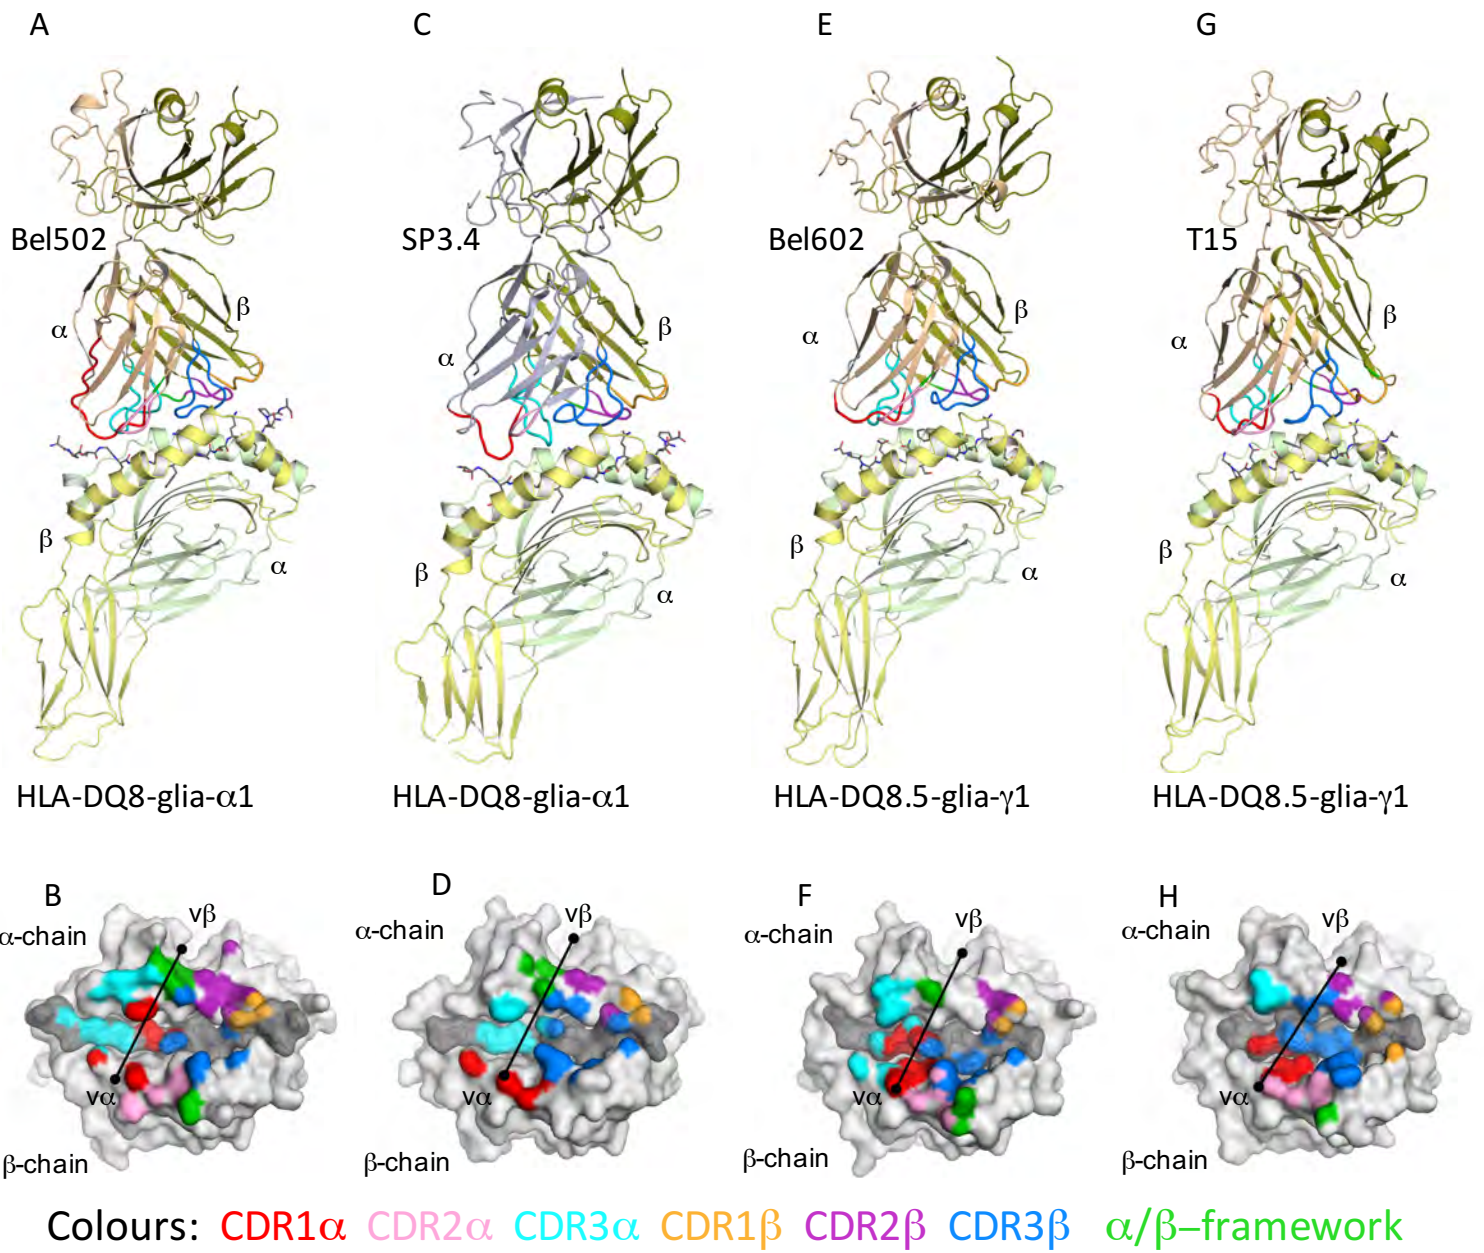 A C E G
Bel502 SP3.4 Bel602 T15
α β α β α β α β
β α β α β α β α
HLA-DQ8-glia-α1 HLA-DQ8-glia-α1 HLA-DQ8.5-glia-γ1 HLA-DQ8.5-glia-γ1
B D F H
vβ vβ vβ vβ
α-chain α-chain α-chain α-chain
vα vα vα vα
β-chain β-chain β-chain β-chain
Colours: CDR1α CDR2α CDR3α CDR1β CDR2β CDR3β α/β–framework